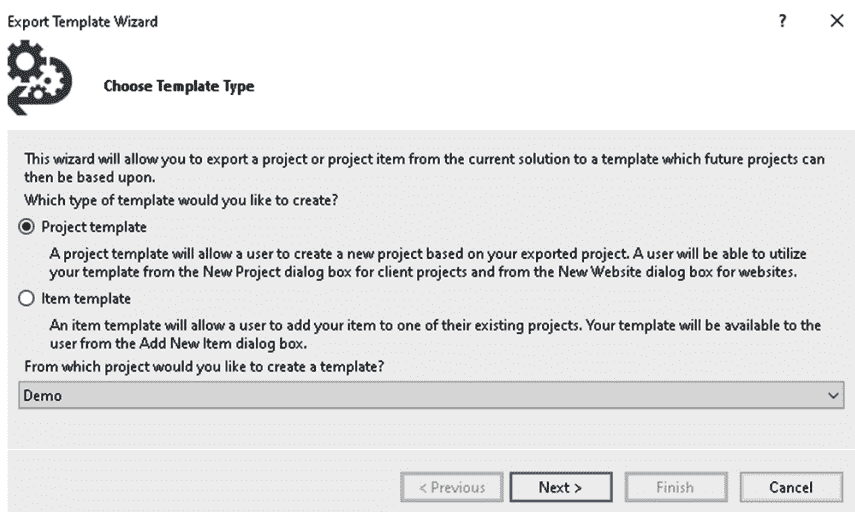 Export Template Wizard
?
Choose Template Type
This wizard will allow you to export a project or project item from the current solution to a template which future projects can
then be based upon.
Which type of template would you like to create?
Project template
A project template will allow a user to create a new project based on your exported project. A user will be able to utilize
your template from the New Project dialog box for client projects and from the New Website dialog box for websites.
Item template
An item template will allow a user to add your item to one of their existing projects. Your template will be available to the
user from the Add New Item dialog box.
From which project would you like to create a template?
Demo
< Previous
Next >
Finish
Cancel